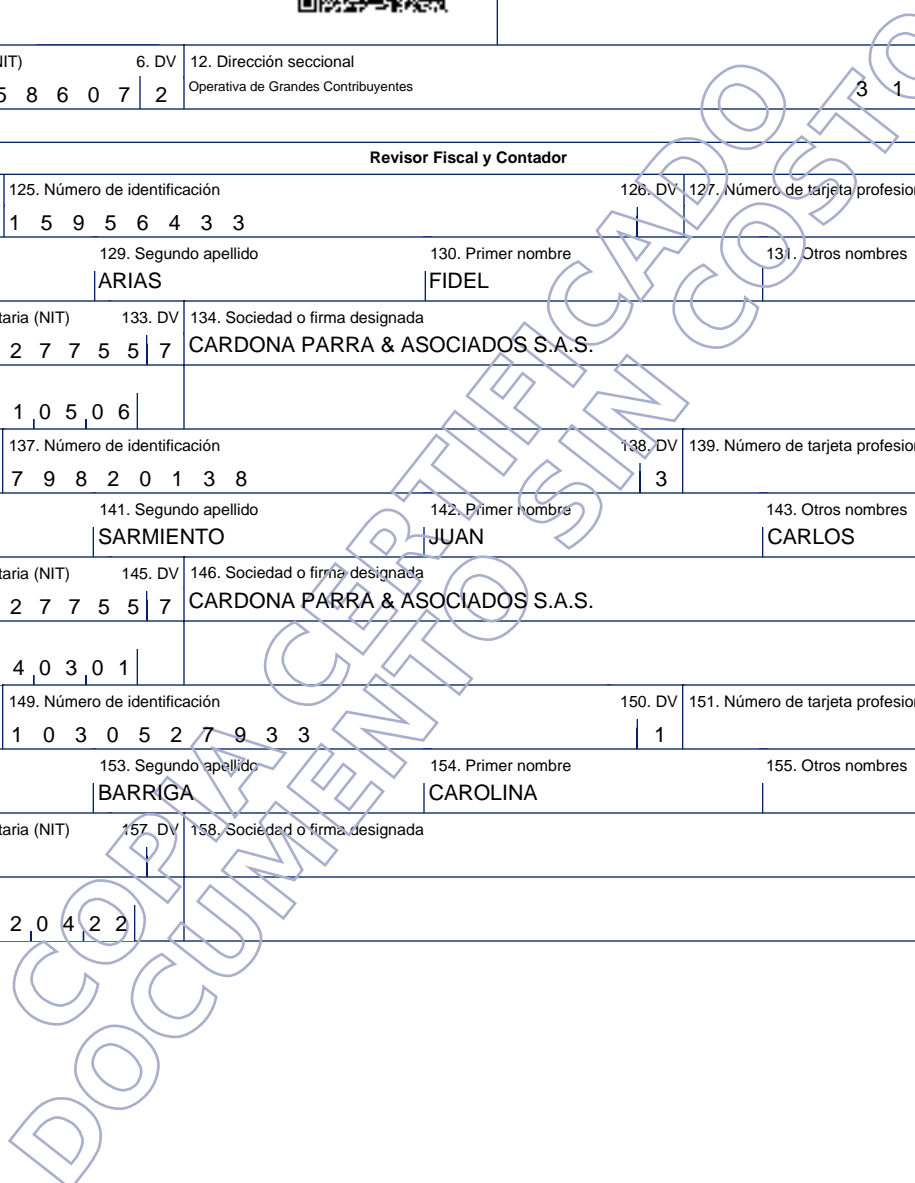 IIT) 6. DV 12. Dirección seccional
5 8 6 0 7 2 Operativa de Grandes Contribuyentes 3 1
Revisor Fiscal y Contador
125. Número de identificación 126. DV 127. Número de tarjeta profesion
1 5 9 5 6 4 3 3
129. Segundo apellido 130. Primer nombre 131. Otros nombres
ARIAS FIDEL
taria (NIT) 133. DV 134. Sociedad o firma designada
2 7 7 5 5 7 CARDONA PARRA & ASOCIADOS S.A.S.
1 0 5 0 6
137. Número de identificación 138. DV 139. Número de tarjeta profesion
7 9 8 2 0 1 3 8 3
141. Segundo apellido 142. Primer nombre 143. Otros nombres
SARMIENTO JUAN CARLOS
taria (NIT) 145. DV 146. Sociedad o firma designada
2 7 7 5 5 7 CARDONA PARRA & ASOCIADOS S.A.S.
4 0 3 0 1
149. Número de identificación 150. DV 151. Número de tarjeta profesion
1 0 3 0 5 2 7 9 3 3 1
153. Segundo apellido 154. Primer nombre 155. Otros nombres
BARRIGA CAROLINA
taria (NIT) 157. DV 158. Sociedad o firma designada
2 0 4 2 2
COPIA CERTIFICADO
DOCUMENTO SIN COSTO